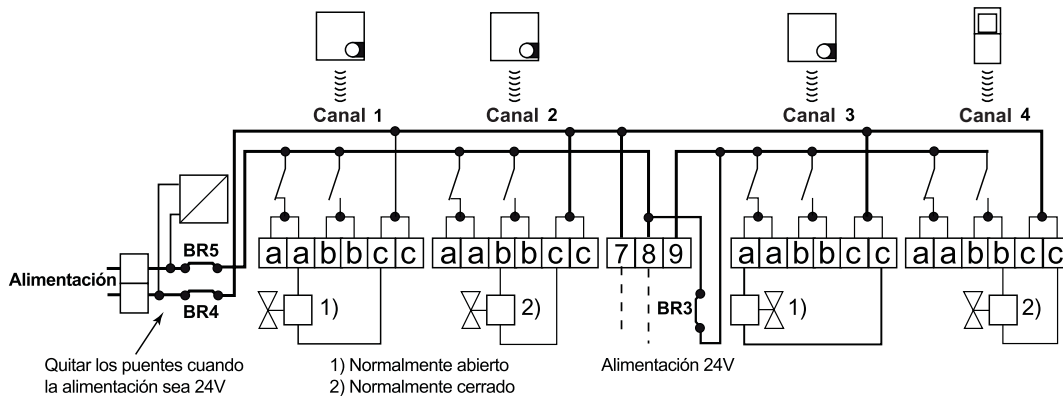 Canal 1
Canal 2
Canal 3
Canal 4
BR5
a a b b c c
a a b b c c
7 8 9
a a b b c c
a a b b c c
Alimentación
BR4
1)
2)
BR3
1)
2)
Quitar los puentes cuando
la alimentación sea 24V
1) Normalmente abierto
2) Normalmente cerrado
Alimentación 24V